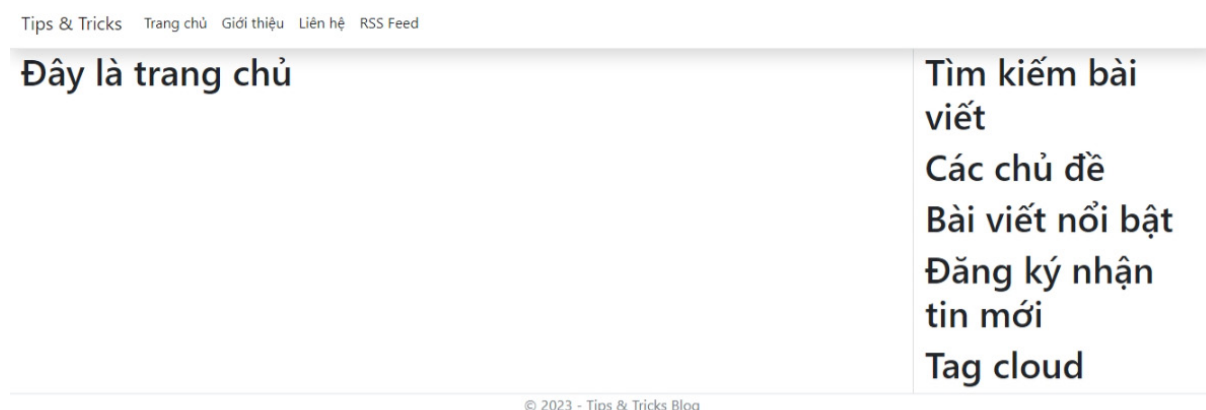 Tips & Tricks Trang chủ Giới thiệu Liên hệ RSS Feed
Đây là trang chủ
Tìm kiếm bài
viết
Các chủ đề
Bài viết nổi bật
Đăng ký nhận
tin mới
Tag cloud
© 2023 - Tips & Tricks Blog